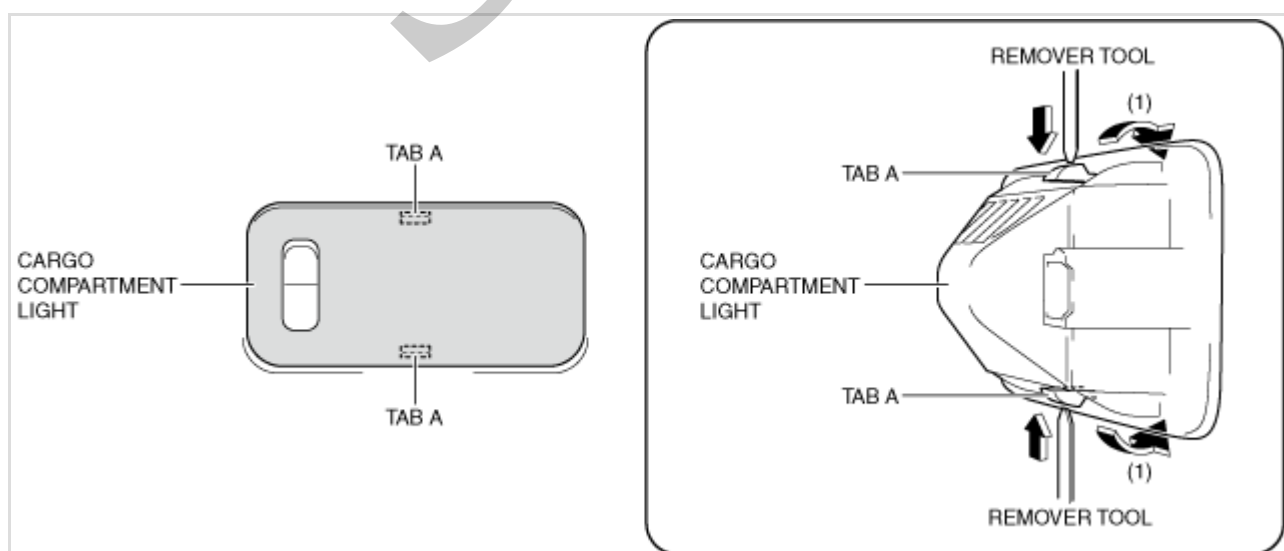 TAB A
CARGO
COMPARTMENT
LIGHT
TAB A
REMOVER TOOL
(1)
TAB A
CARGO
COMPARTMENT
LIGHT
TAB A
(1)
REMOVER TOOL